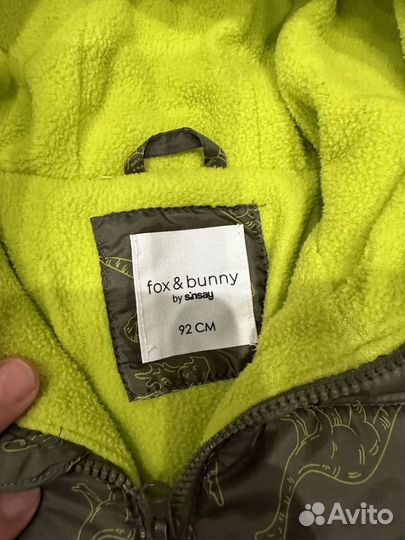 fox & bunny
by sinsay
92 CM
Avito